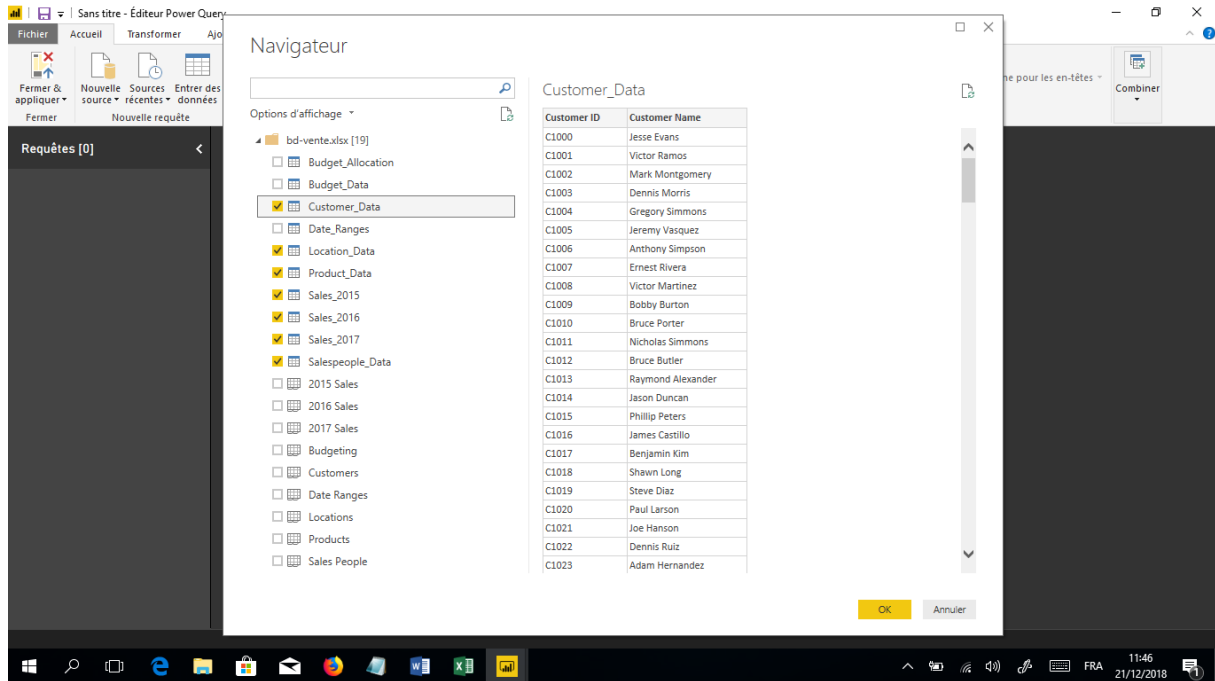 Sans titre - Éditeur Power Query
Fichier Accueil Transformer Ajo
Fermer & appliquer
Nouvelle source
Sources récentes
Entrer des données
Fermer
Nouvelle requête
ne pour les en-têtes
Combiner
Requêtes [0]
Navigateur
Options d'affichage
bd-vente.xlsx [19]
Budget_Allocation
Budget_Data
Customer_Data
Date_Ranges
Location_Data
Product_Data
Sales_2015
Sales_2016
Sales_2017
Salespeople_Data
2015 Sales
2016 Sales
2017 Sales
Budgeting
Customers
Date Ranges
Locations
Products
Sales People
Customer_Data
Customer ID Customer Name
C1000 Jesse Evans
C1001 Victor Ramos
C1002 Mark Montgomery
C1003 Dennis Morris
C1004 Gregory Simmons
C1005 Jeremy Vasquez
C1006 Anthony Simpson
C1007 Ernest Rivera
C1008 Victor Martinez
C1009 Bobby Burton
C1010 Bruce Porter
C1011 Nicholas Simmons
C1012 Bruce Butler
C1013 Raymond Alexander
C1014 Jason Duncan
C1015 Phillip Peters
C1016 James Castillo
C1017 Benjamin Kim
C1018 Shawn Long
C1019 Steve Diaz
C1020 Paul Larson
C1021 Joe Hanson
C1022 Dennis Ruiz
C1023 Adam Hernandez
OK Annuler
FRA
11:46
21/12/2018